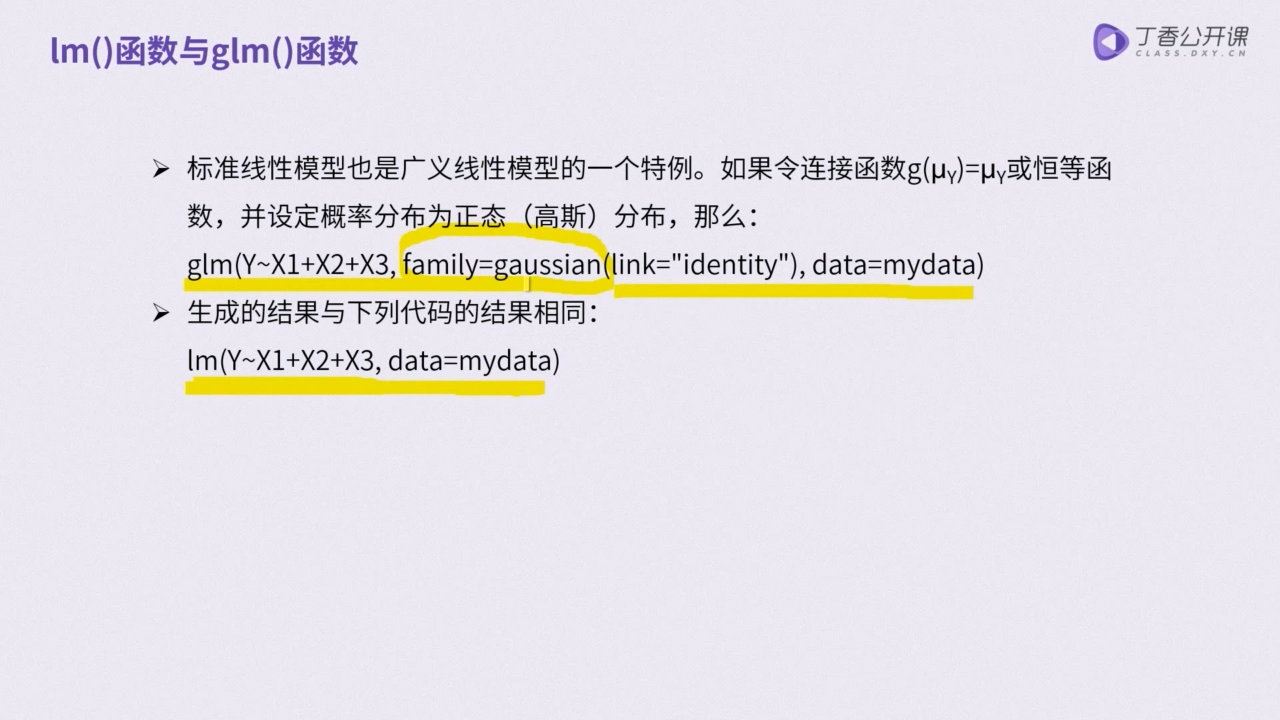 lm()函数与glm()函数
丁香公开课
CLASS.DXY.CN
➢ 标准线性模型也是广义线性模型的一个特例。如果令连接函数g(μY)=μY或恒等函
数，并设定概率分布为正态（高斯）分布，那么：
glm(Y~X1+X2+X3, family=gaussian(link="identity"), data=mydata)
➢ 生成的结果与下列代码的结果相同：
lm(Y~X1+X2+X3, data=mydata)